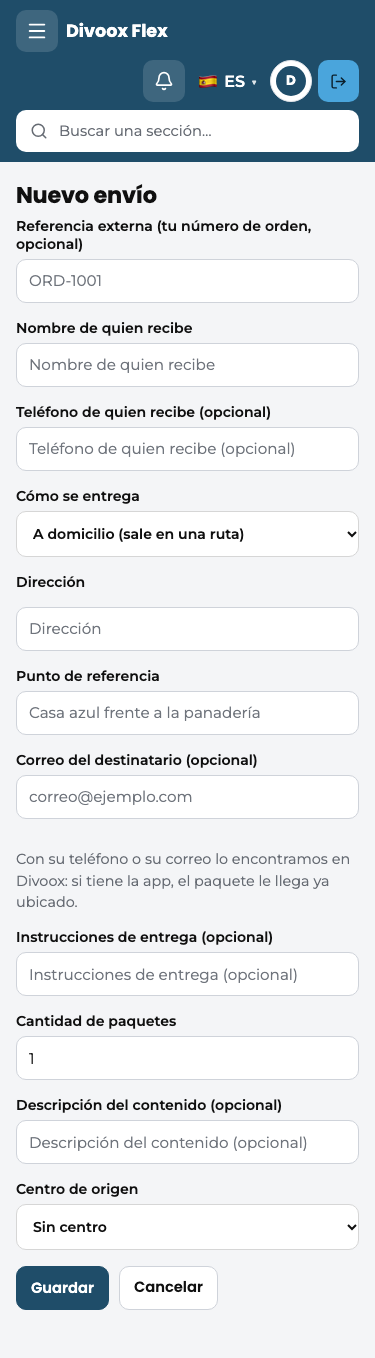 Divoox Flex
ES
D
Buscar una sección...
Nuevo envío
Referencia externa (tu número de orden,
opcional)
ORD-1001
Nombre de quien recibe
Nombre de quien recibe
Teléfono de quien recibe (opcional)
Teléfono de quien recibe (opcional)
Cómo se entrega
A domicilio (sale en una ruta)
Dirección
Dirección
Punto de referencia
Casa azul frente a la panadería
Correo del destinatario (opcional)
correo@ejemplo.com
Con su teléfono o su correo lo encontramos en
Divoox: si tiene la app, el paquete le llega ya
ubicado.
Instrucciones de entrega (opcional)
Instrucciones de entrega (opcional)
Cantidad de paquetes
1
Descripción del contenido (opcional)
Descripción del contenido (opcional)
Centro de origen
Sin centro
Guardar
Cancelar